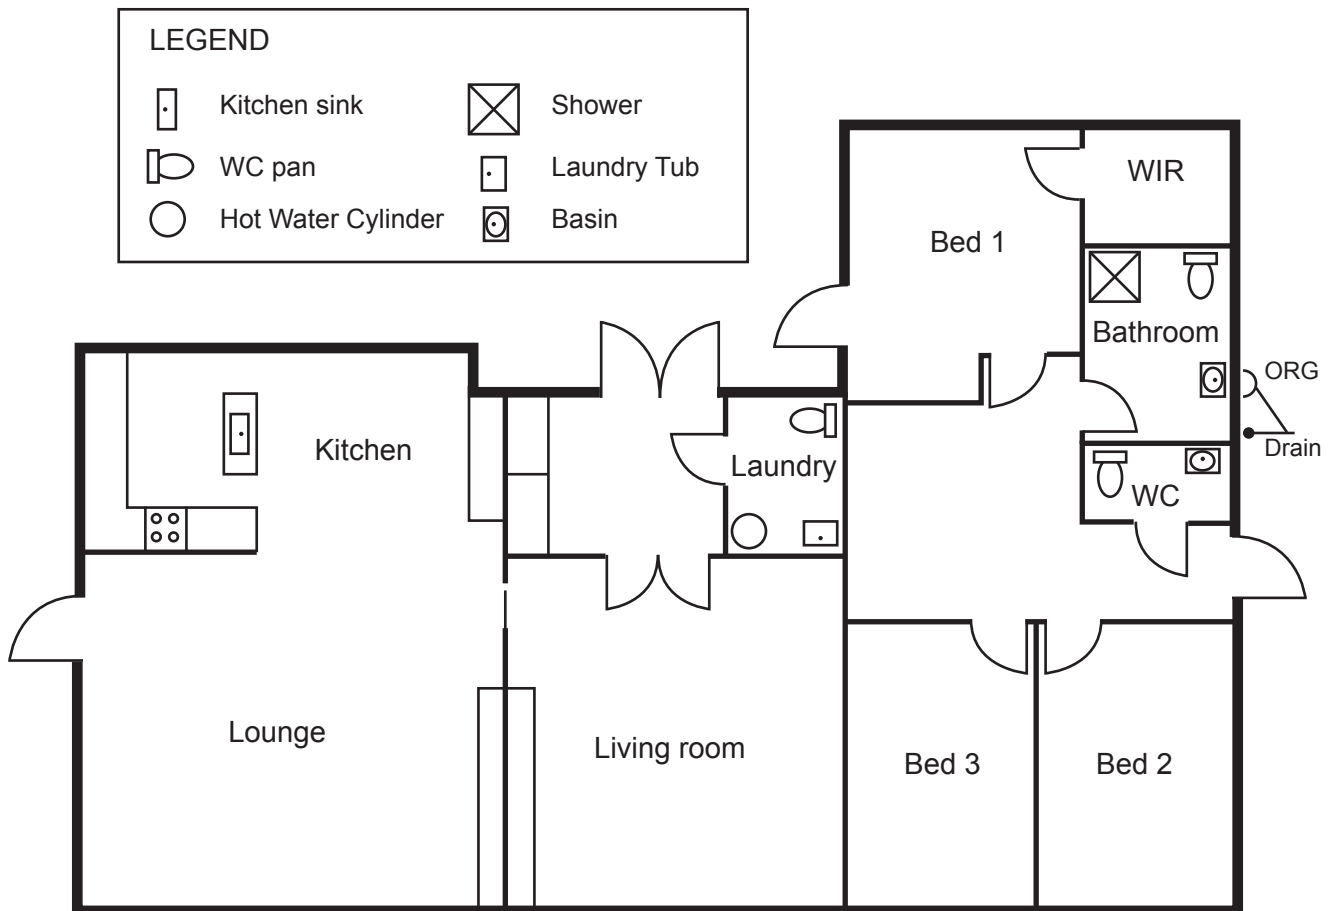 LEGEND
Kitchen sink
Shower
WC pan
Laundry Tub
Hot Water Cylinder
Basin
WIR
Bed 1
Bathroom
ORG
Drain
Kitchen
Laundry
WC
Lounge
Living room
Bed 3
Bed 2